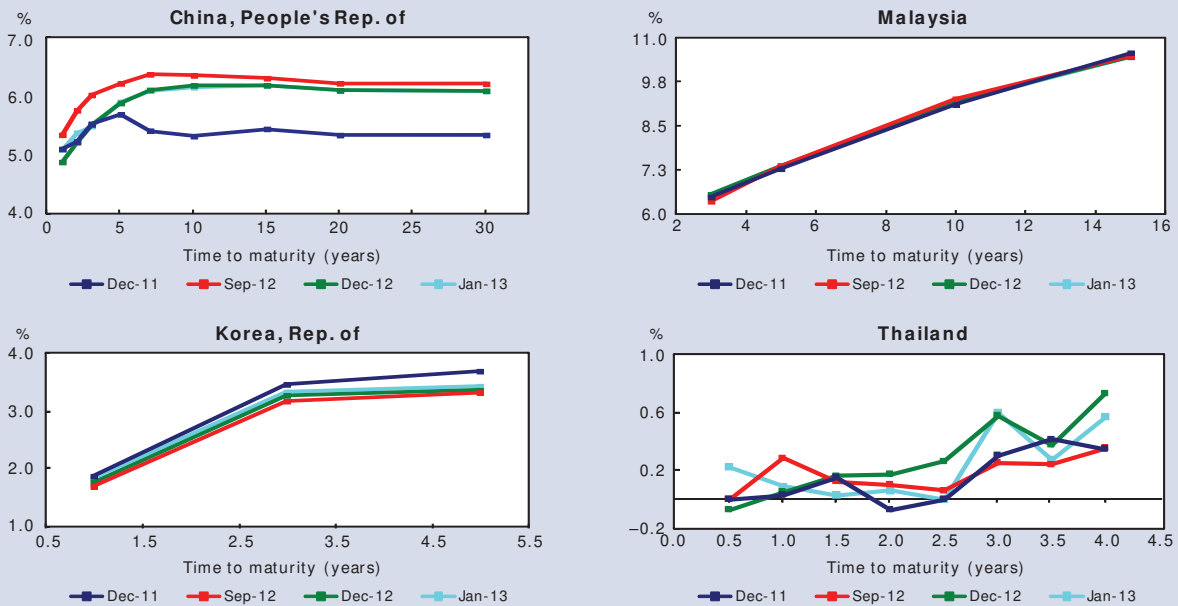 China, People's Rep. of
%
7.0
6.0
5.0
4.0
0 5 10 15 20 25 30
Time to maturity (years)
Dec-11 Sep-12 Dec-12 Jan-13
Malaysia
%
11.0
9.8
8.5
7.3
6.0
2 4 6 8 10 12 14 16
Time to maturity (years)
Dec-11 Sep-12 Dec-12 Jan-13
Korea, Rep. of
%
4.0
3.0
2.0
1.0
0.5 1.5 2.5 3.5 4.5 5.5
Time to maturity (years)
Dec-11 Sep-12 Dec-12 Jan-13
Thailand
%
1.0
0.6
0.2
–0.2
0.0 0.5 1.0 1.5 2.0 2.5 3.0 3.5 4.0 4.5
Time to maturity (years)
Dec-11 Sep-12 Dec-12 Jan-13